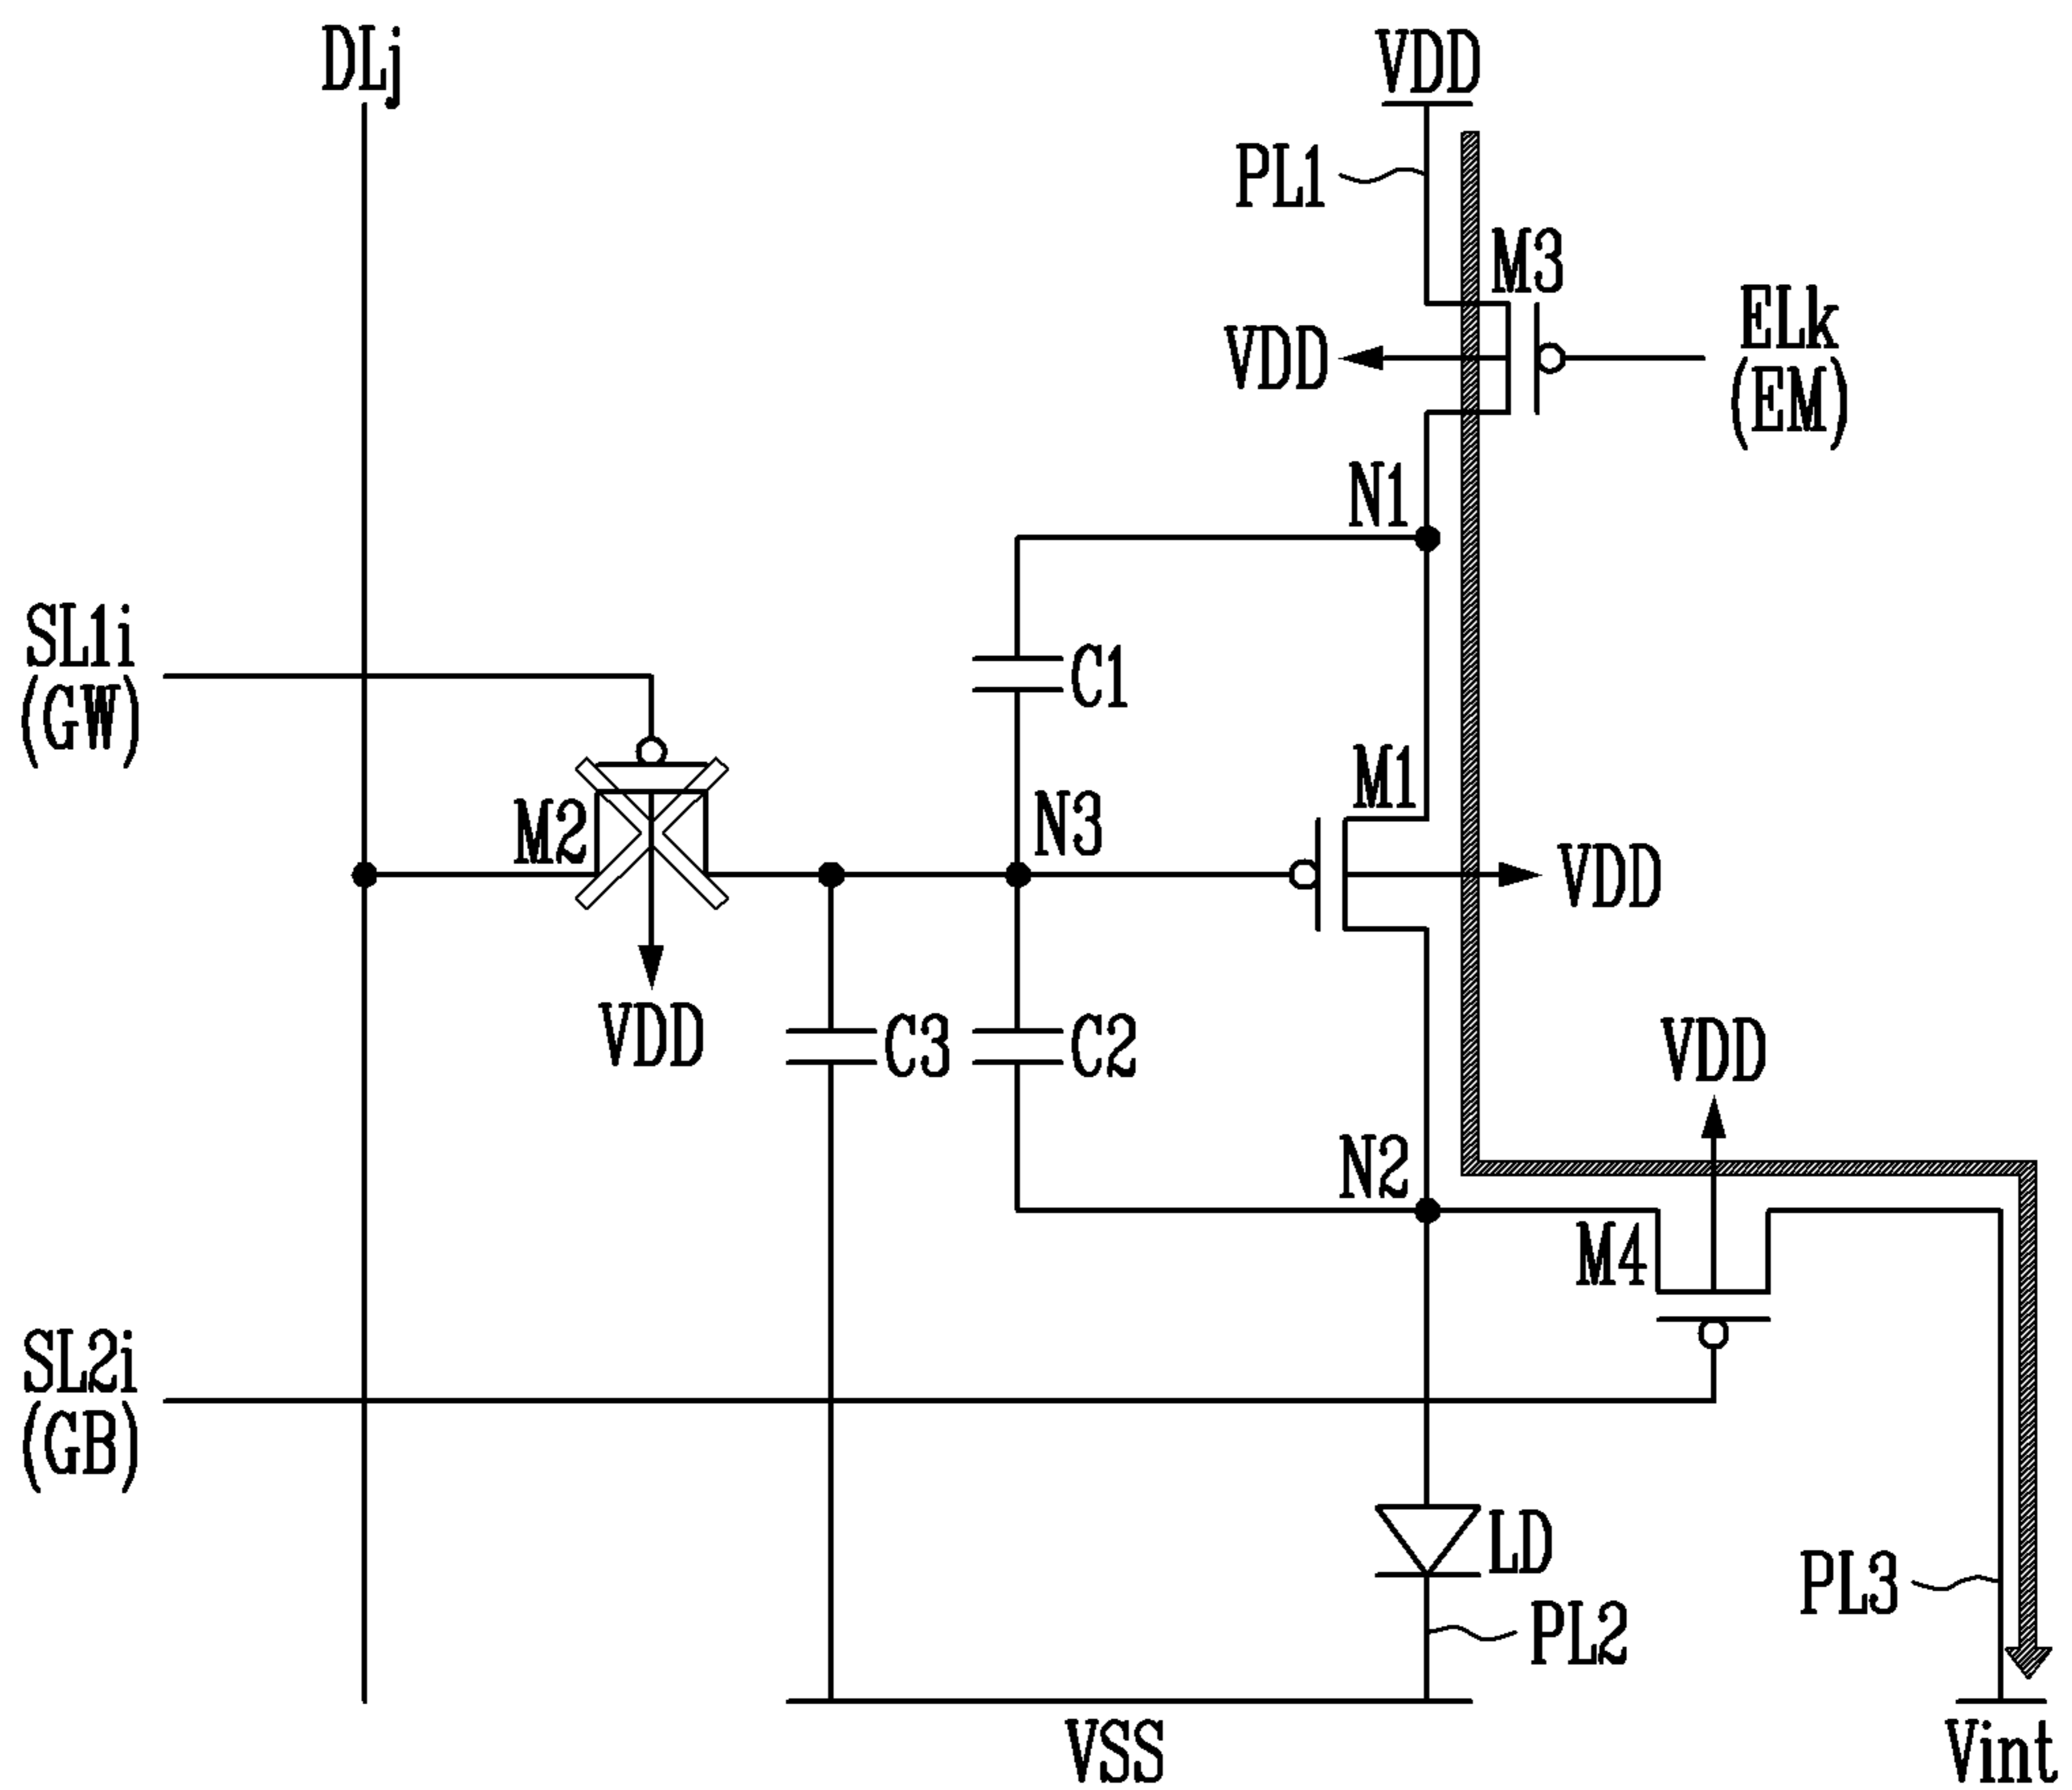 DLj
VDD
PL1
M3
ELk
(EM)
VDD
N1
SL1i
(GW)
C1
M1
M2
N3
VDD
VDD
C3
C2
VDD
N2
M4
SL2i
(GB)
LD
PL3
PL2
VSS
Vint